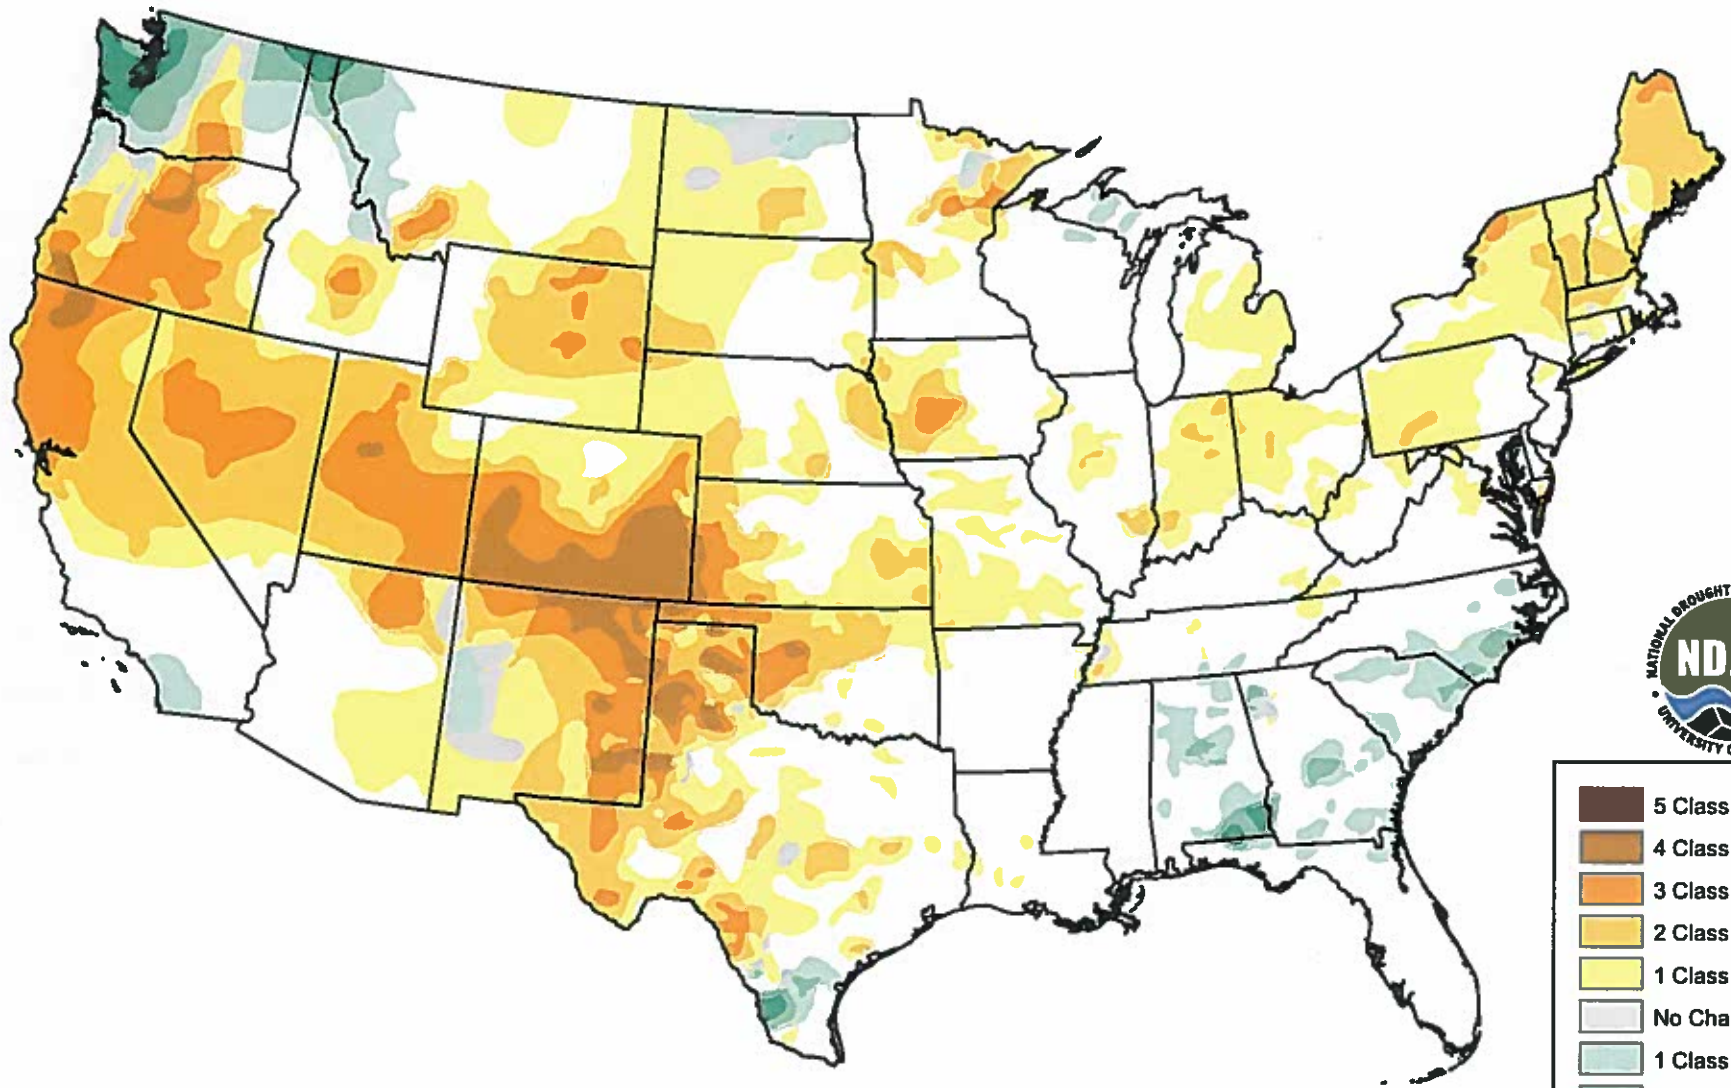 NATIONAL DROUGHT
ND
UNIVERSITY
5 Class
4 Class
3 Class
2 Class
1 Class
No Cha
1 Class